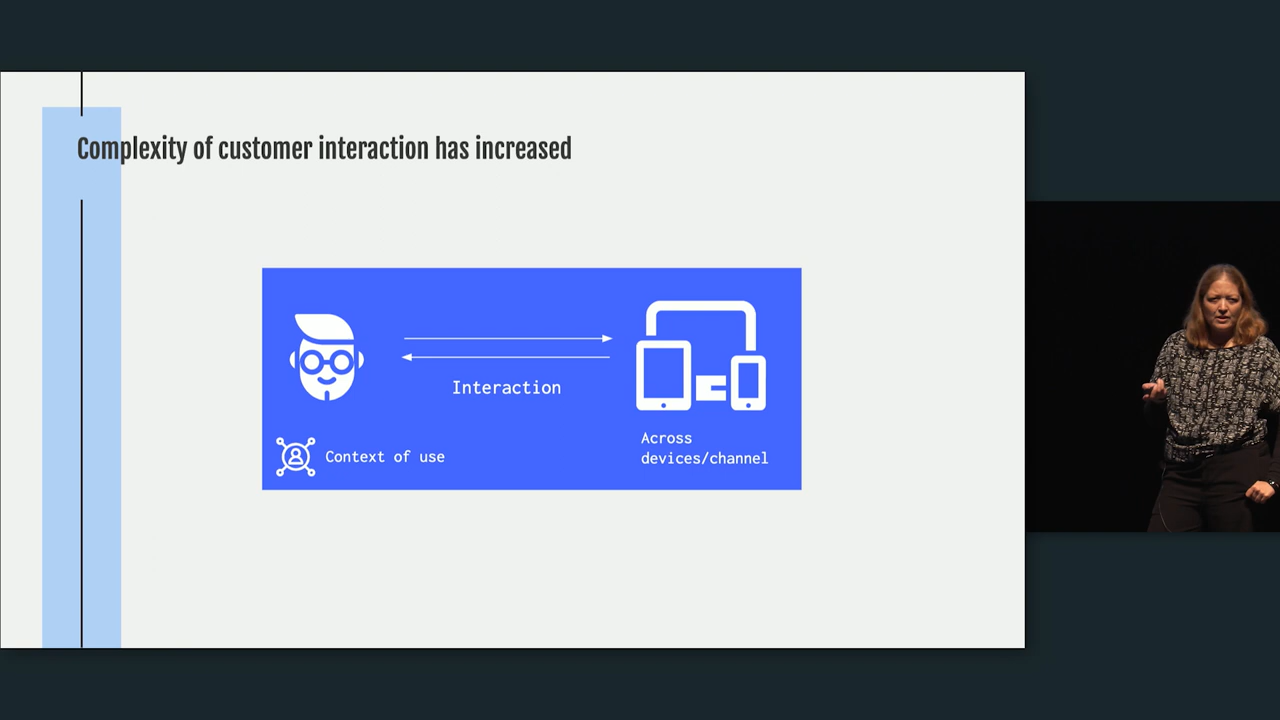 Complexity of customer interaction has increased
Interaction
Context of use
Across
devices/channel